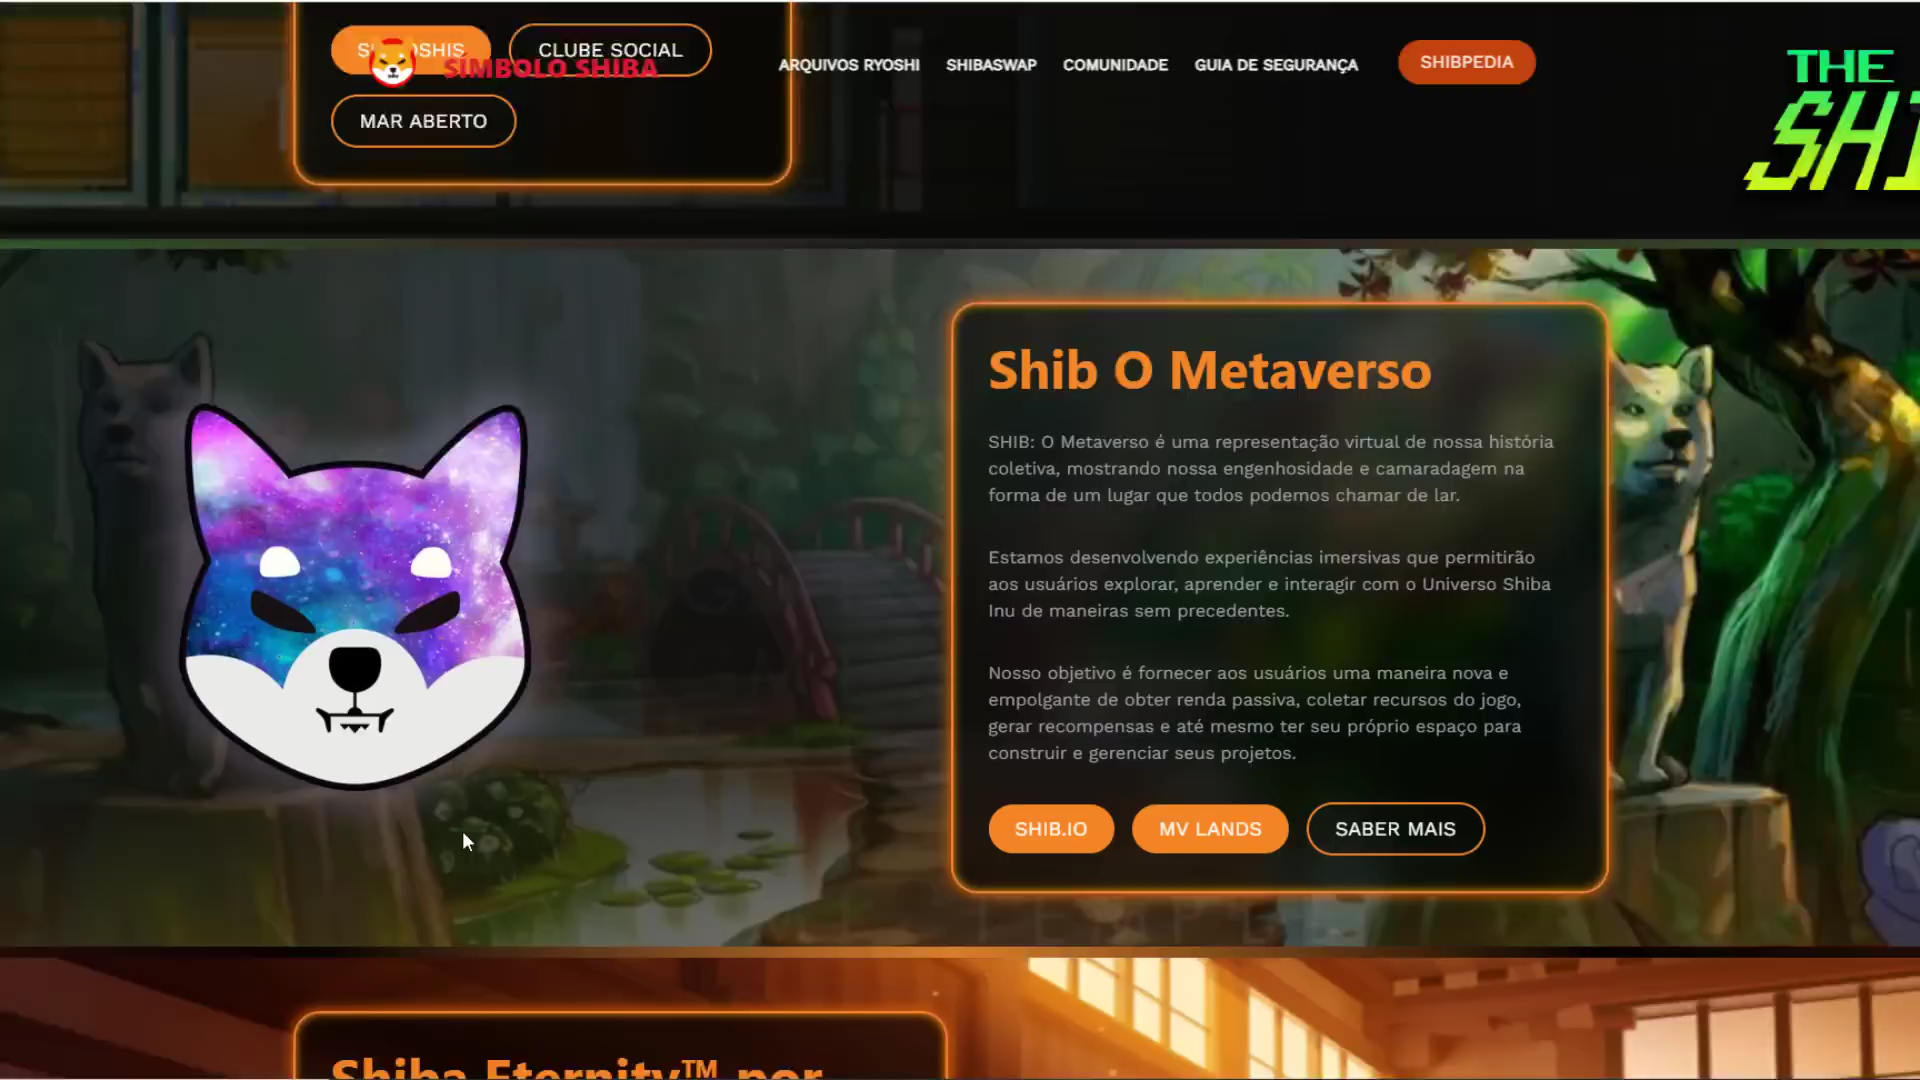 CLUBE SOCIAL
SÍMBOLO SHIBA
ARQUIVOS RYOSHI
SHIBASWAP
COMUNIDADE
GUIA DE SEGURANÇA
SHIBPEDIA
THE
MAR ABERTO
Shib O Metaverso
SHIB: O Metaverso é uma representação virtual de nossa história
coletiva, mostrando nossa engenhosidade e camaradagem na
forma de um lugar que todos podemos chamar de lar.
Estamos desenvolvendo experiências imersivas que permitirão
aos usuários explorar, aprender e interagir com o Universo Shiba
Inu de maneiras sem precedentes.
Nosso objetivo é fornecer aos usuários uma maneira nova e
empolgante de obter renda passiva, coletar recursos do jogo,
gerar recompensas e até mesmo ter seu próprio espaço para
construir e gerenciar seus projetos.
SHIB.IO
MV LANDS
SABER MAIS
Shiba Eternity™ por